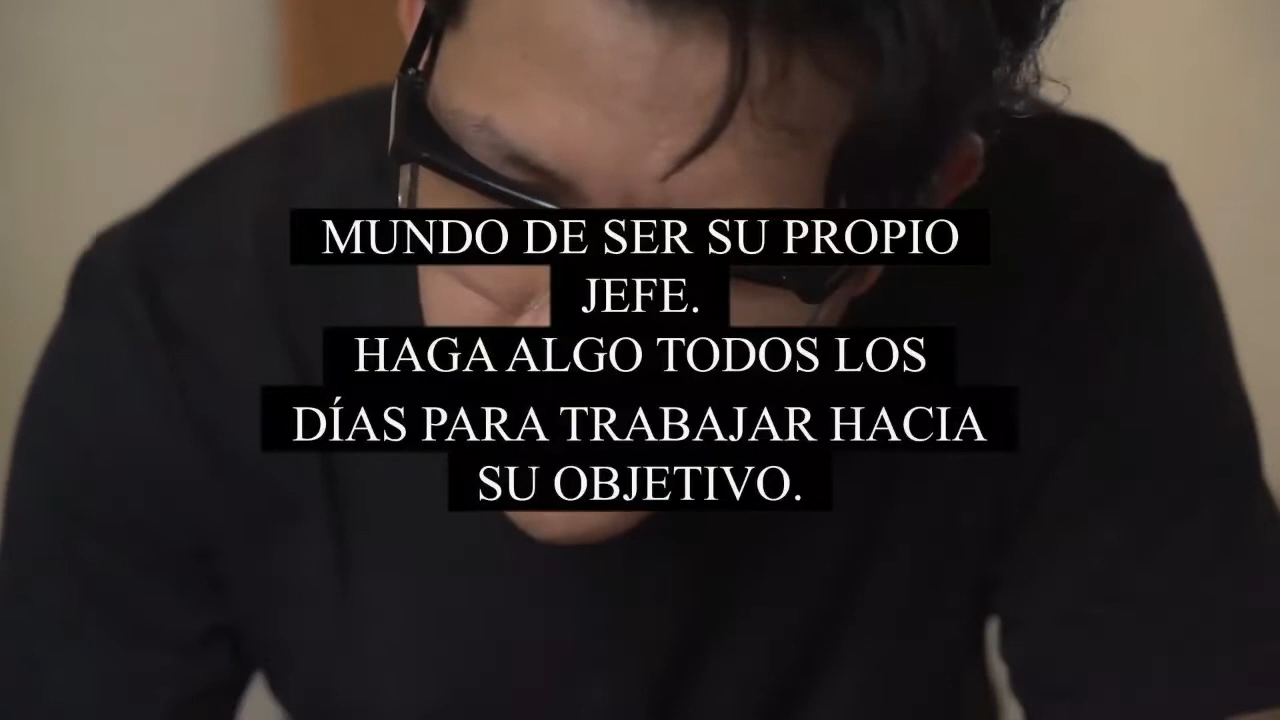 MUNDO DE SER SU PROPIO
JEFE.
HAGA ALGO TODOS LOS
DÍAS PARA TRABAJAR HACIA
SU OBJETIVO.